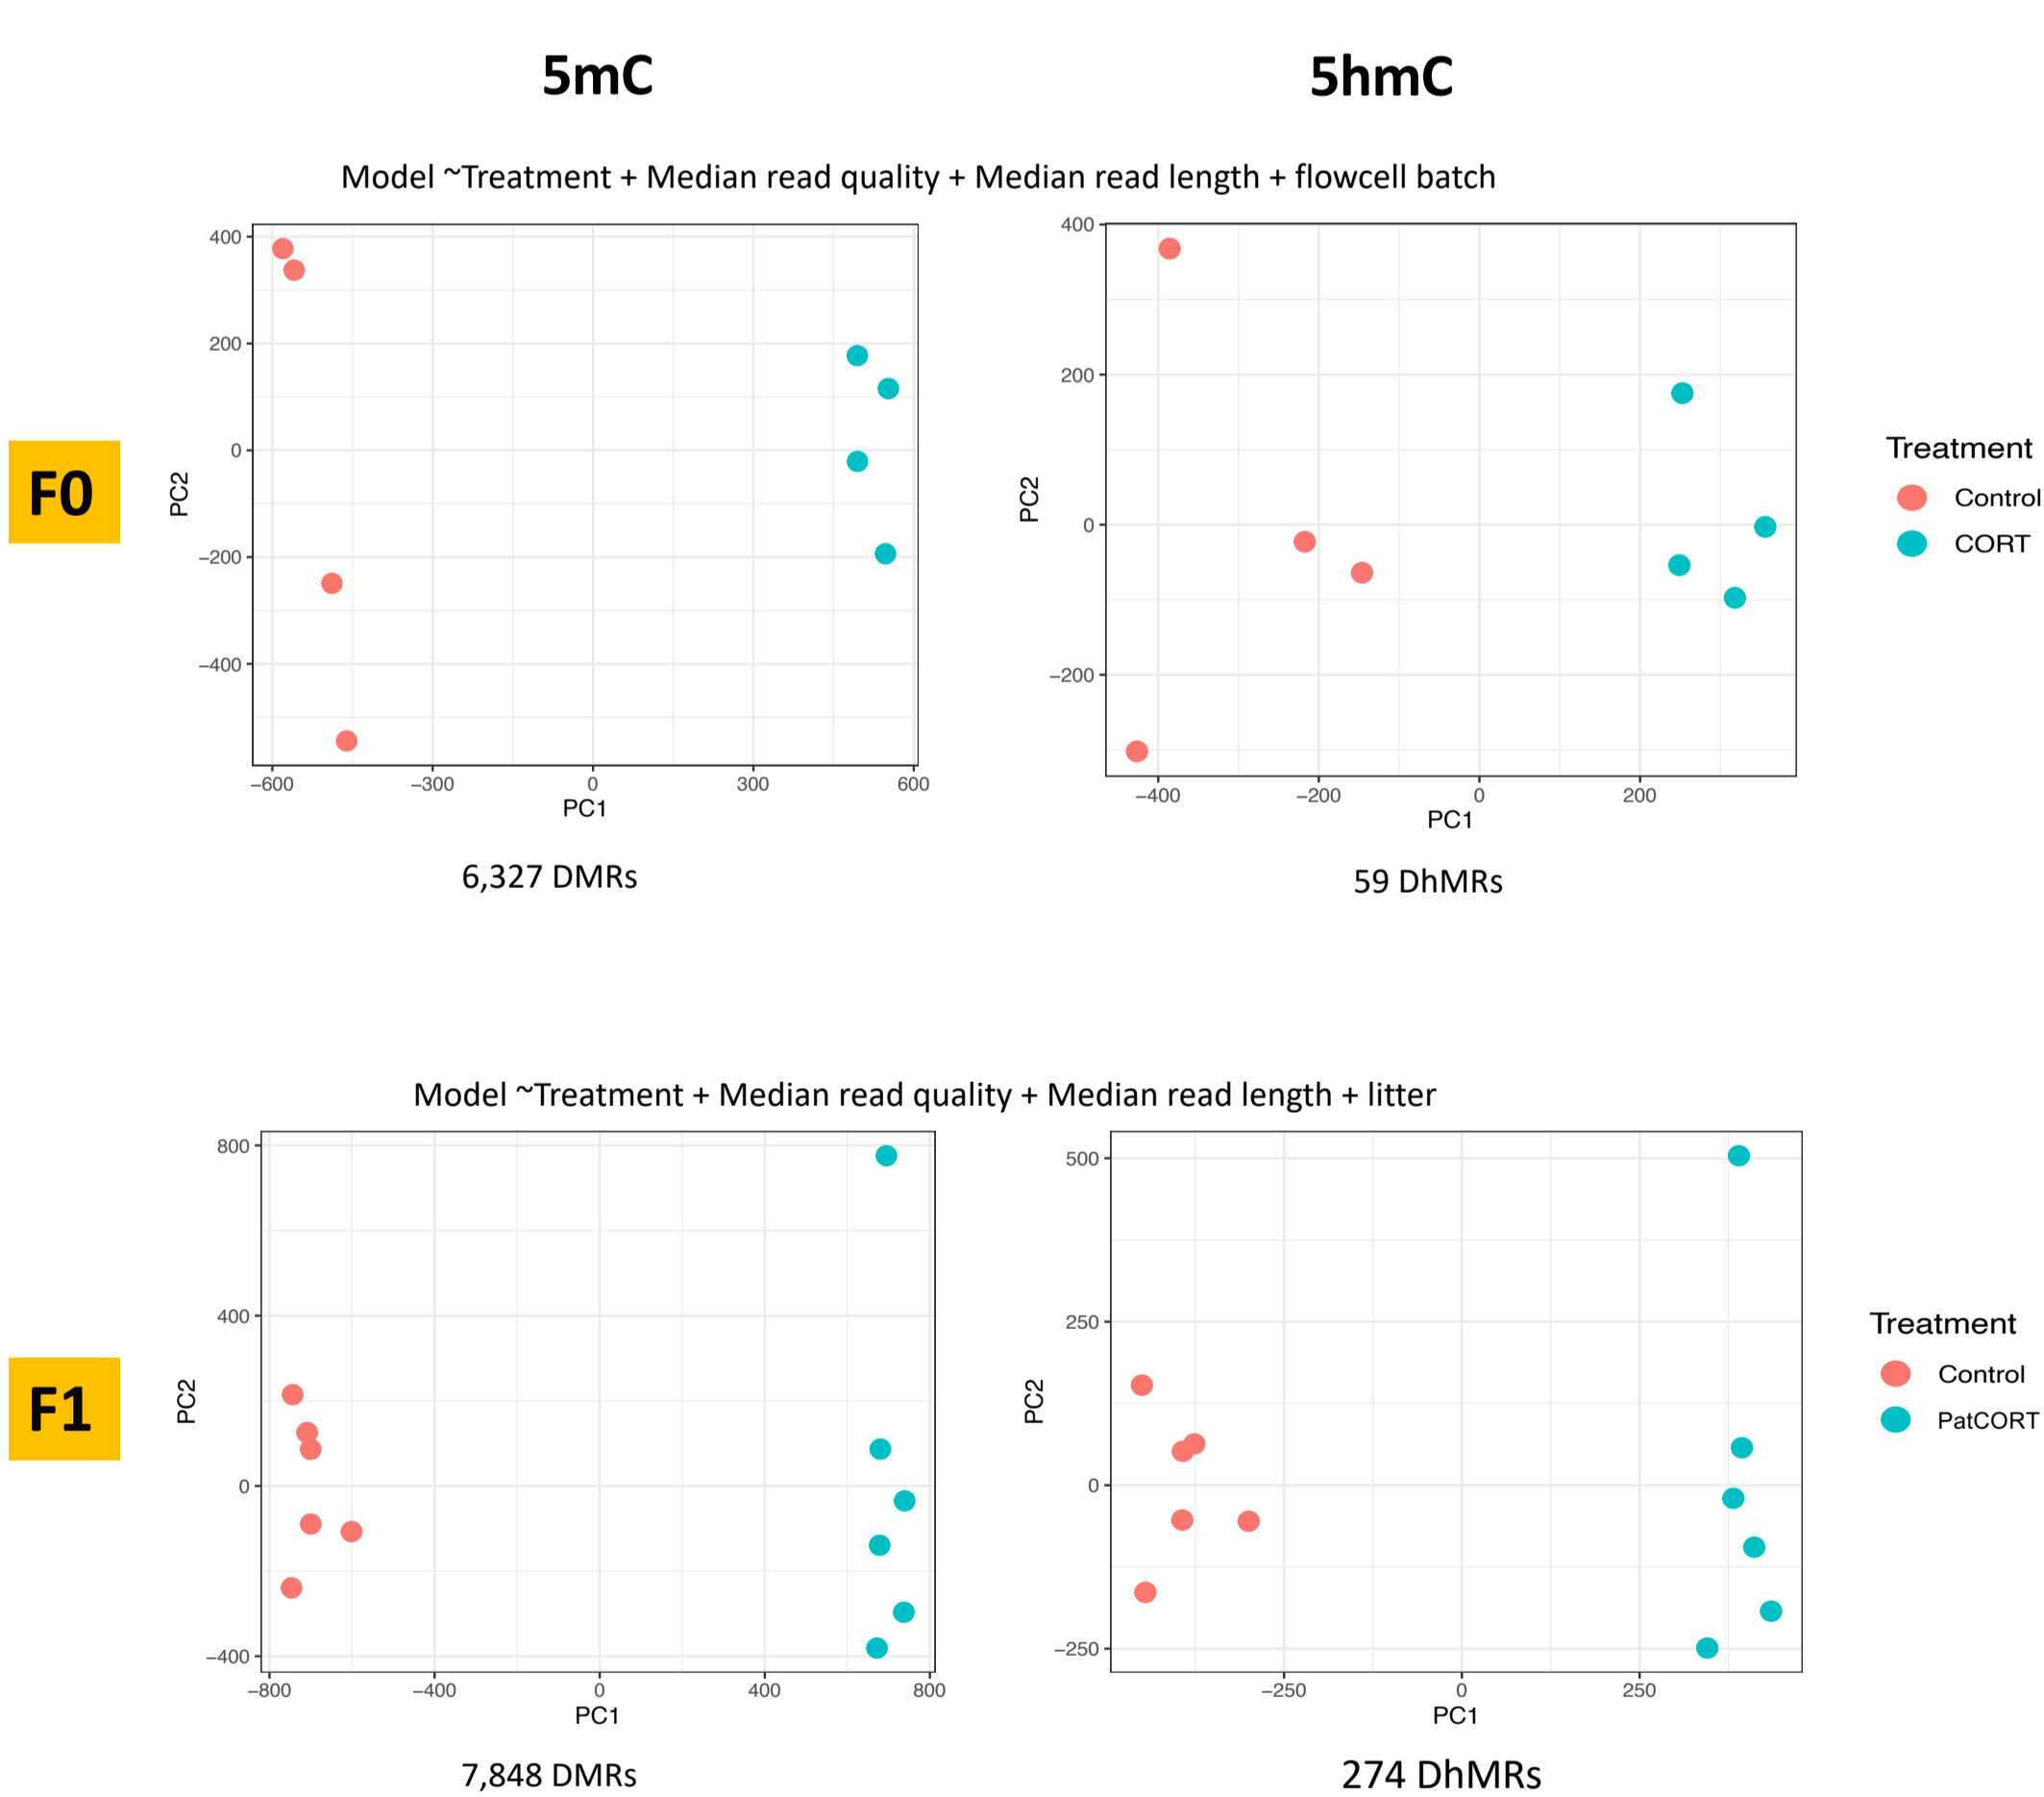 5mC 5hmC
Model ~Treatment + Median read quality + Median read length + flowcell batch
F0
400
200
0
−200
−400
PC2
−600 −300 0 300 600
PC1
6,327 DMRs
400
200
0
−200
PC2
−400 −200 0 200
PC1
59 DhMRs
Treatment
Control
CORT
Model ~Treatment + Median read quality + Median read length + litter
F1
800
400
0
−400
PC2
−800 −400 0 400 800
PC1
7,848 DMRs
500
250
0
−250
PC2
−250 0 250
PC1
274 DhMRs
Treatment
Control
PatCORT